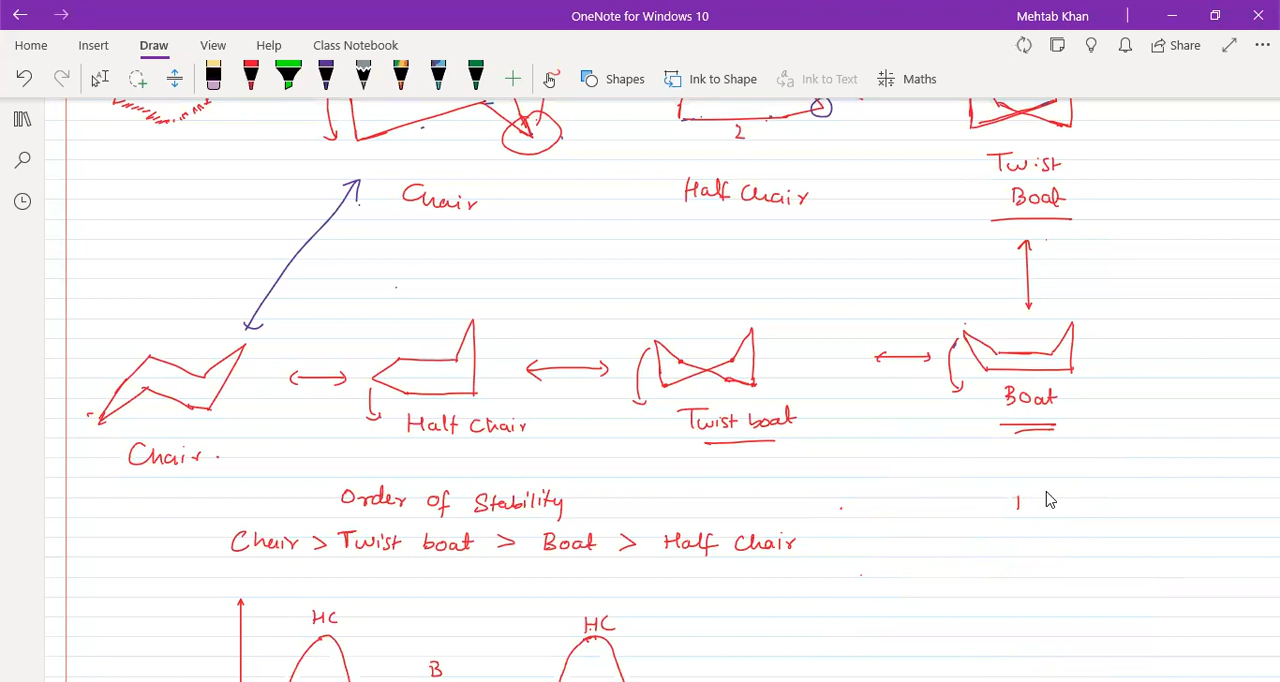 OneNote for Windows 10
Mehtab Khan
Home Insert Draw View Help Class Notebook
Share
Shapes Ink to Shape Ink to Text Maths
2
Chair
Half Chair
Twist
Boat
Chair.
Half Chair
Twist boat
Boat
Order of Stability
Chair > Twist boat > Boat > Half Chair
HC
HC
B